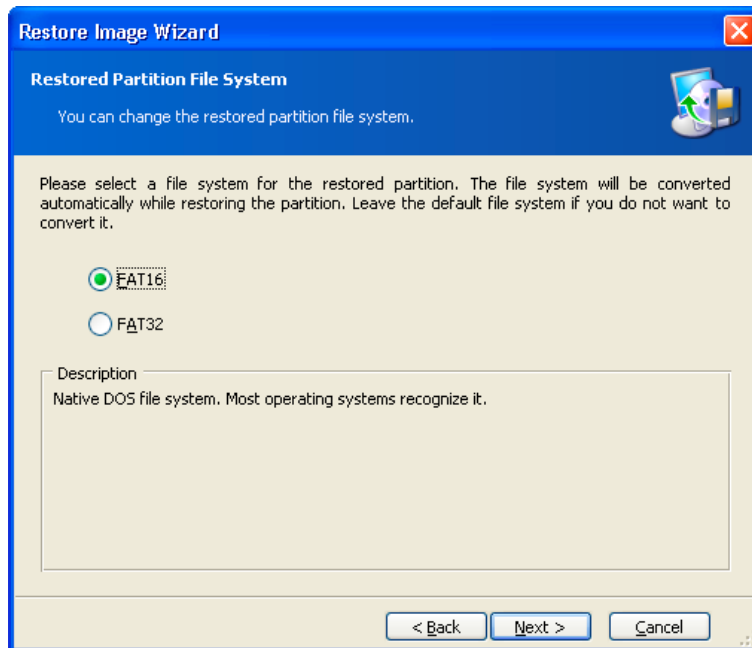 Restore Image Wizard
Restored Partition File System
You can change the restored partition file system.
Please select a file system for the restored partition. The file system will be converted
automatically while restoring the partition. Leave the default file system if you do not want to
convert it.
FAT16
FAT32
Description
Native DOS file system. Most operating systems recognize it.
< Back Next > Cancel